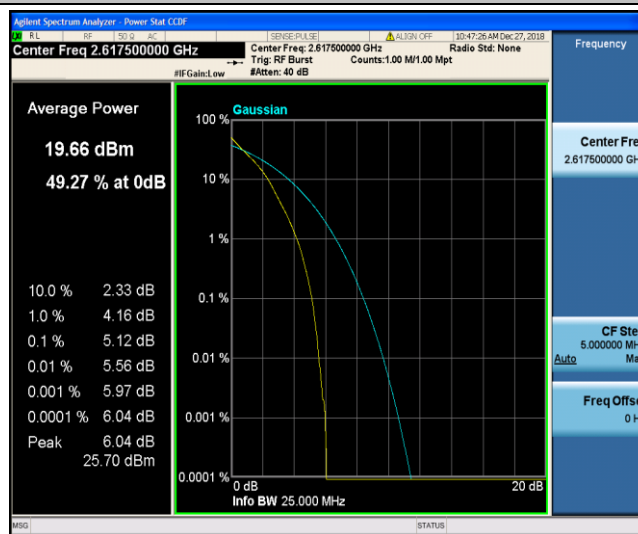 Agilent Spectrum Analyzer - Power Stat CCDF
RL RF 50 Ω AC SENSE:PULSE ALIGN OFF 10:47:26 AM Dec 27, 2018
Center Freq 2.617500000 GHz
Center Freq: 2.617500000 GHz Radio Std: None
Trig: RF Burst Counts:1.00 M/1.00 Mpt
#IFGain:Low #Atten: 40 dB
Frequency
Average Power
19.66 dBm
49.27 % at 0dB
10.0 % 2.33 dB
1.0 % 4.16 dB
0.1 % 5.12 dB
0.01 % 5.56 dB
0.001 % 5.97 dB
0.0001 % 6.04 dB
Peak 6.04 dB
25.70 dBm
Gaussian
100 %
10 %
1 %
0.1 %
0.01 %
0.001 %
0.0001 %
0 dB 20 dB
Info BW 25.000 MHz
Center Fre
2.617500000 GH
CF Ste
5.000000 MH
Auto Ma
Freq Offse
0 H
MSG STATUS